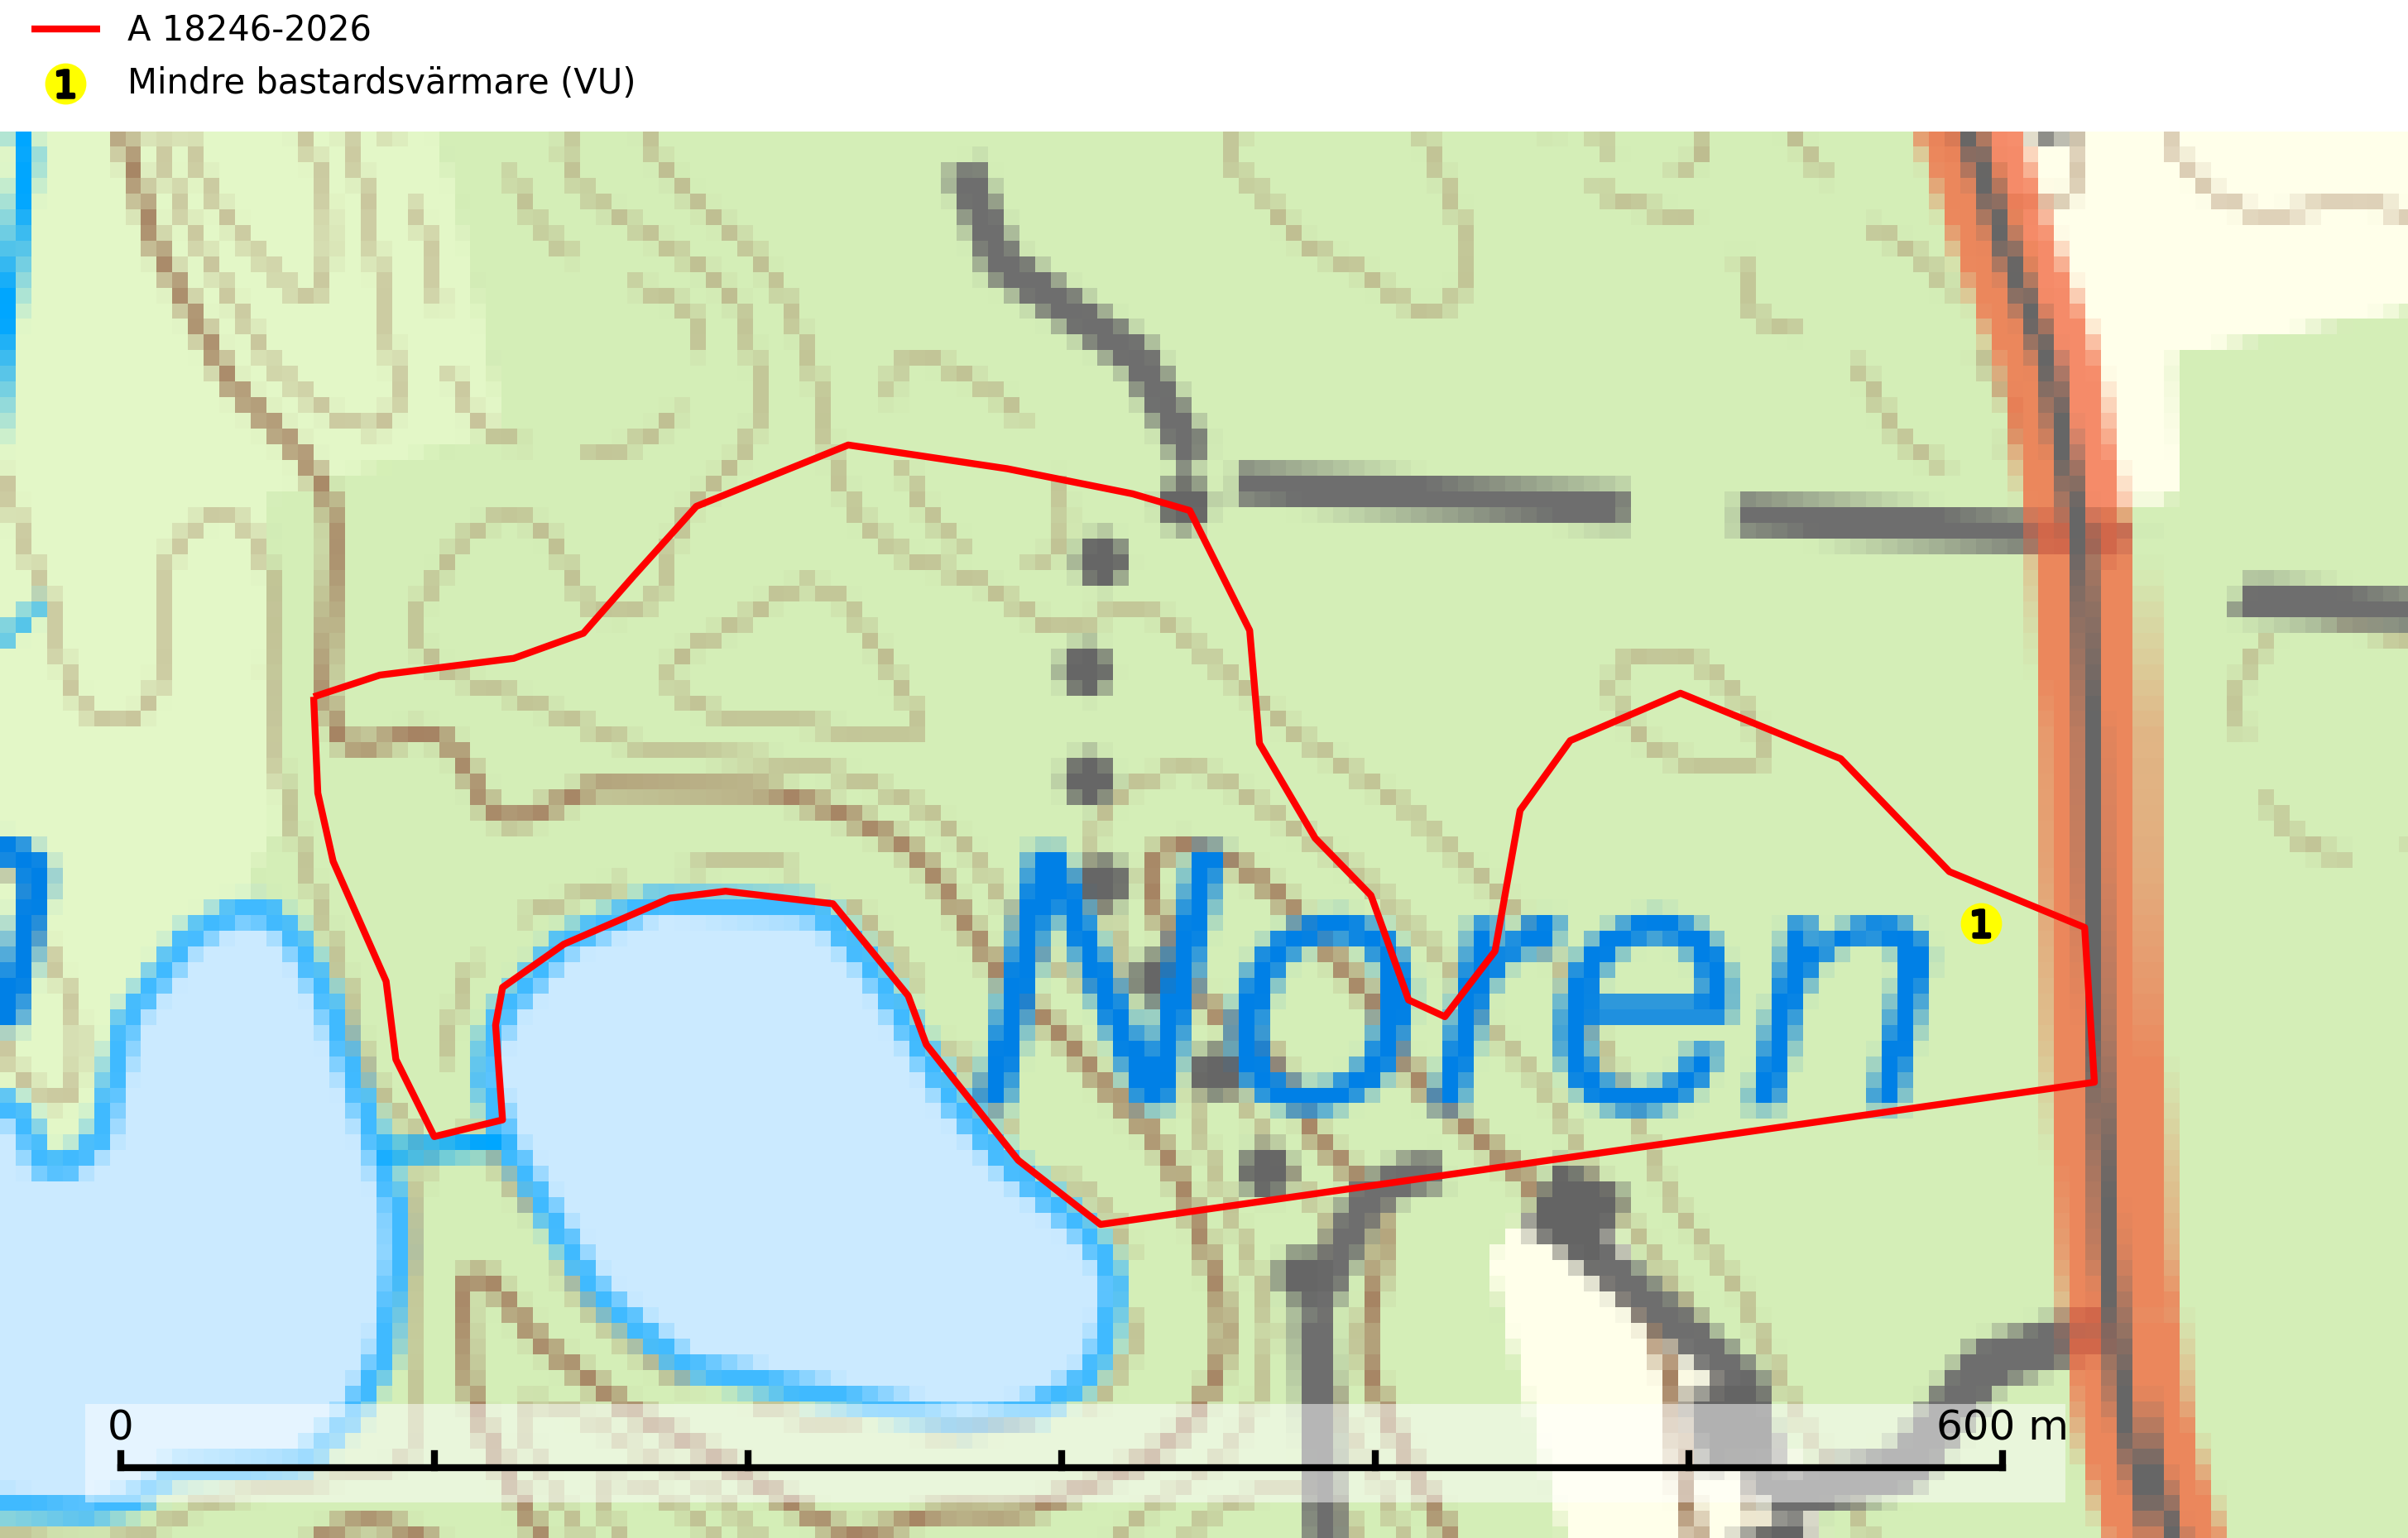 A 18246-2026
1 Mindre bastardsvärmare (VU)
Noren
1
0 600 m